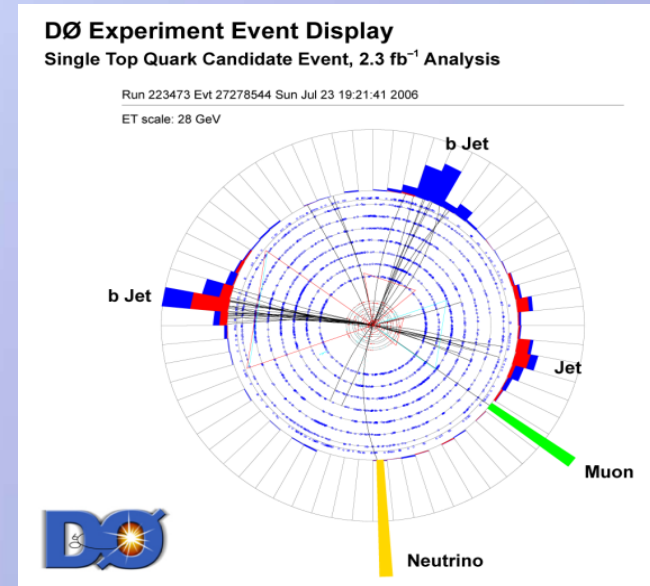 DØ Experiment Event Display
Single Top Quark Candidate Event, 2.3 fb⁻¹ Analysis
Run 223473 Evt 27278544 Sun Jul 23 19:21:41 2006
ET scale: 28 GeV
b Jet
b Jet
Jet
Muon
Neutrino
DØ